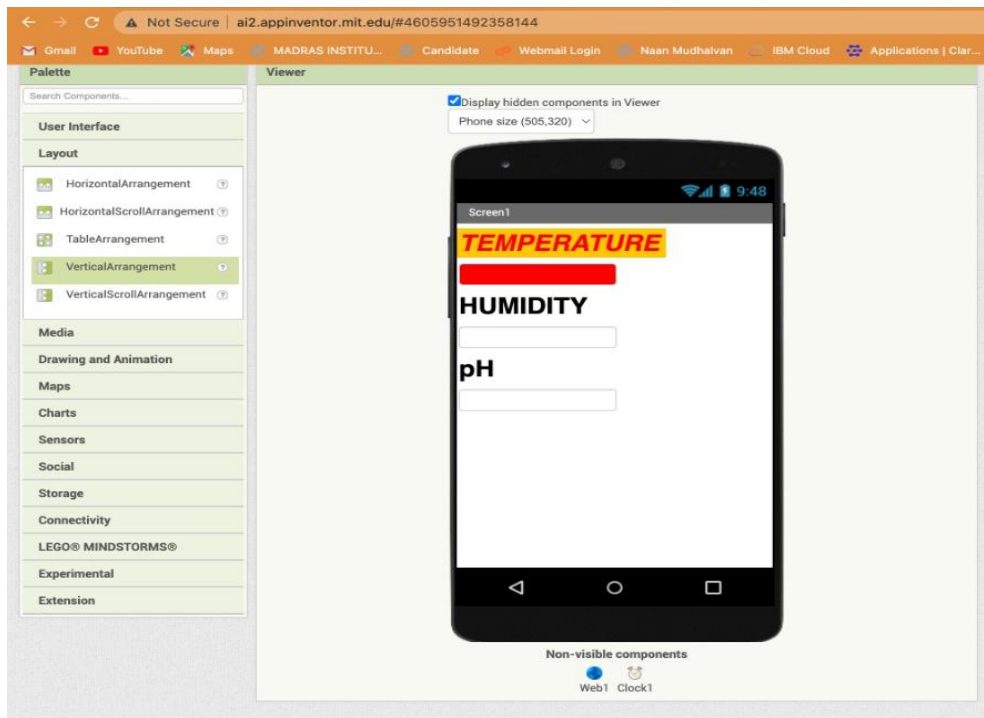 Not Secure | ai2.appinventor.mit.edu/#4605951492358144
Gmail YouTube Maps MADRAS INSTITU... Candidate Webmail Login Naan Mudhalvan IBM Cloud Applications | Clar...
Palette
Search Components...
User Interface
Layout
HorizontalArrangement ?
HorizontalScrollArrangement ?
TableArrangement ?
VerticalArrangement ?
VerticalScrollArrangement ?
Media
Drawing and Animation
Maps
Charts
Sensors
Social
Storage
Connectivity
LEGO® MINDSTORMS®
Experimental
Extension
Viewer
Display hidden components in Viewer
Phone size (505,320)
9:48
Screen1
TEMPERATURE
HUMIDITY
pH
Non-visible components
Web1 Clock1